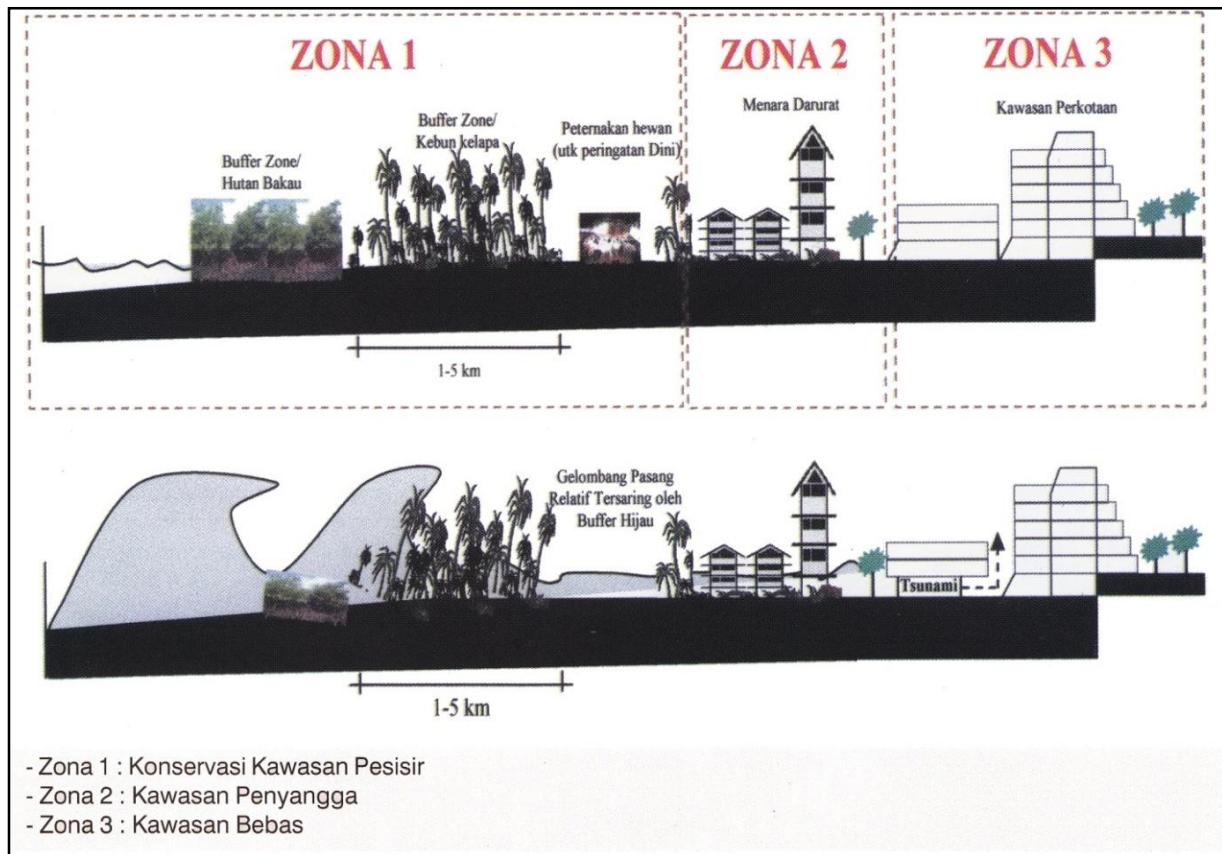 ZONA 1
ZONA 2
ZONA 3
Buffer Zone/
Hutan Bakau
Buffer Zone/
Kebun kelapa
Peternakan hewan
(utk peringatan Dini)
Menara Darurat
Kawasan Perkotaan
1-5 km
Gelombang Pasang
Relatif Tersaring oleh
Buffer Hijau
Tsunami
1-5 km
- Zona 1 : Konservasi Kawasan Pesisir
- Zona 2 : Kawasan Penyangga
- Zona 3 : Kawasan Bebas